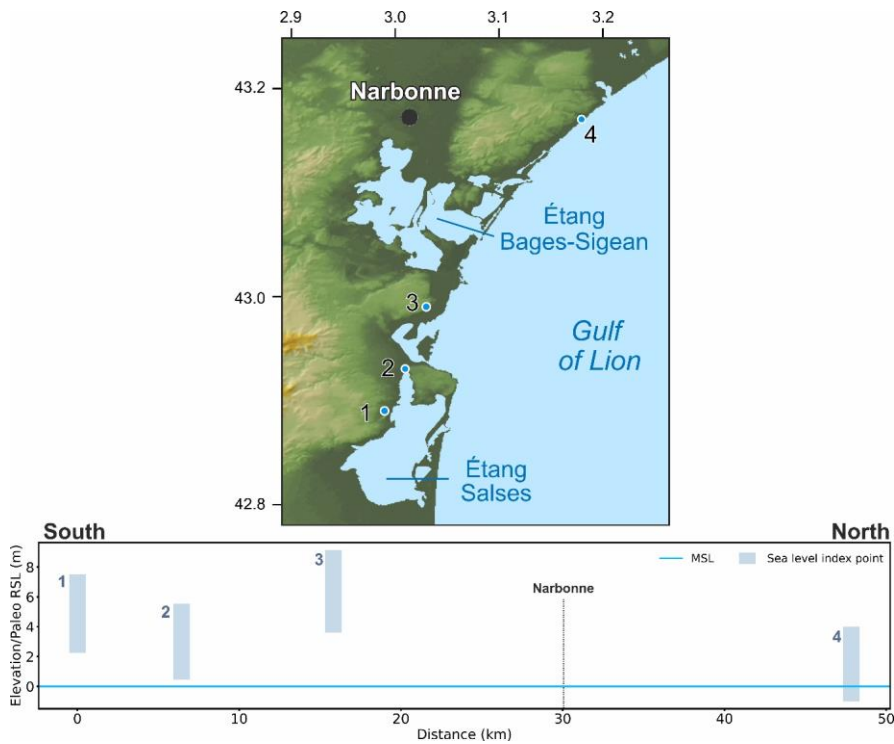 2.9 3.0 3.1 3.2
43.2
Narbonne
4
Étang
Bages-Sigean
3
43.0
Gulf
of Lion
2
1
Étang
Salses
42.8
South North
Elevation/Paleo RSL (m)
8
6
4
2
0
1
2
3
4
MSL
Sea level index point
Narbonne
0 10 20 30 40 50
Distance (km)